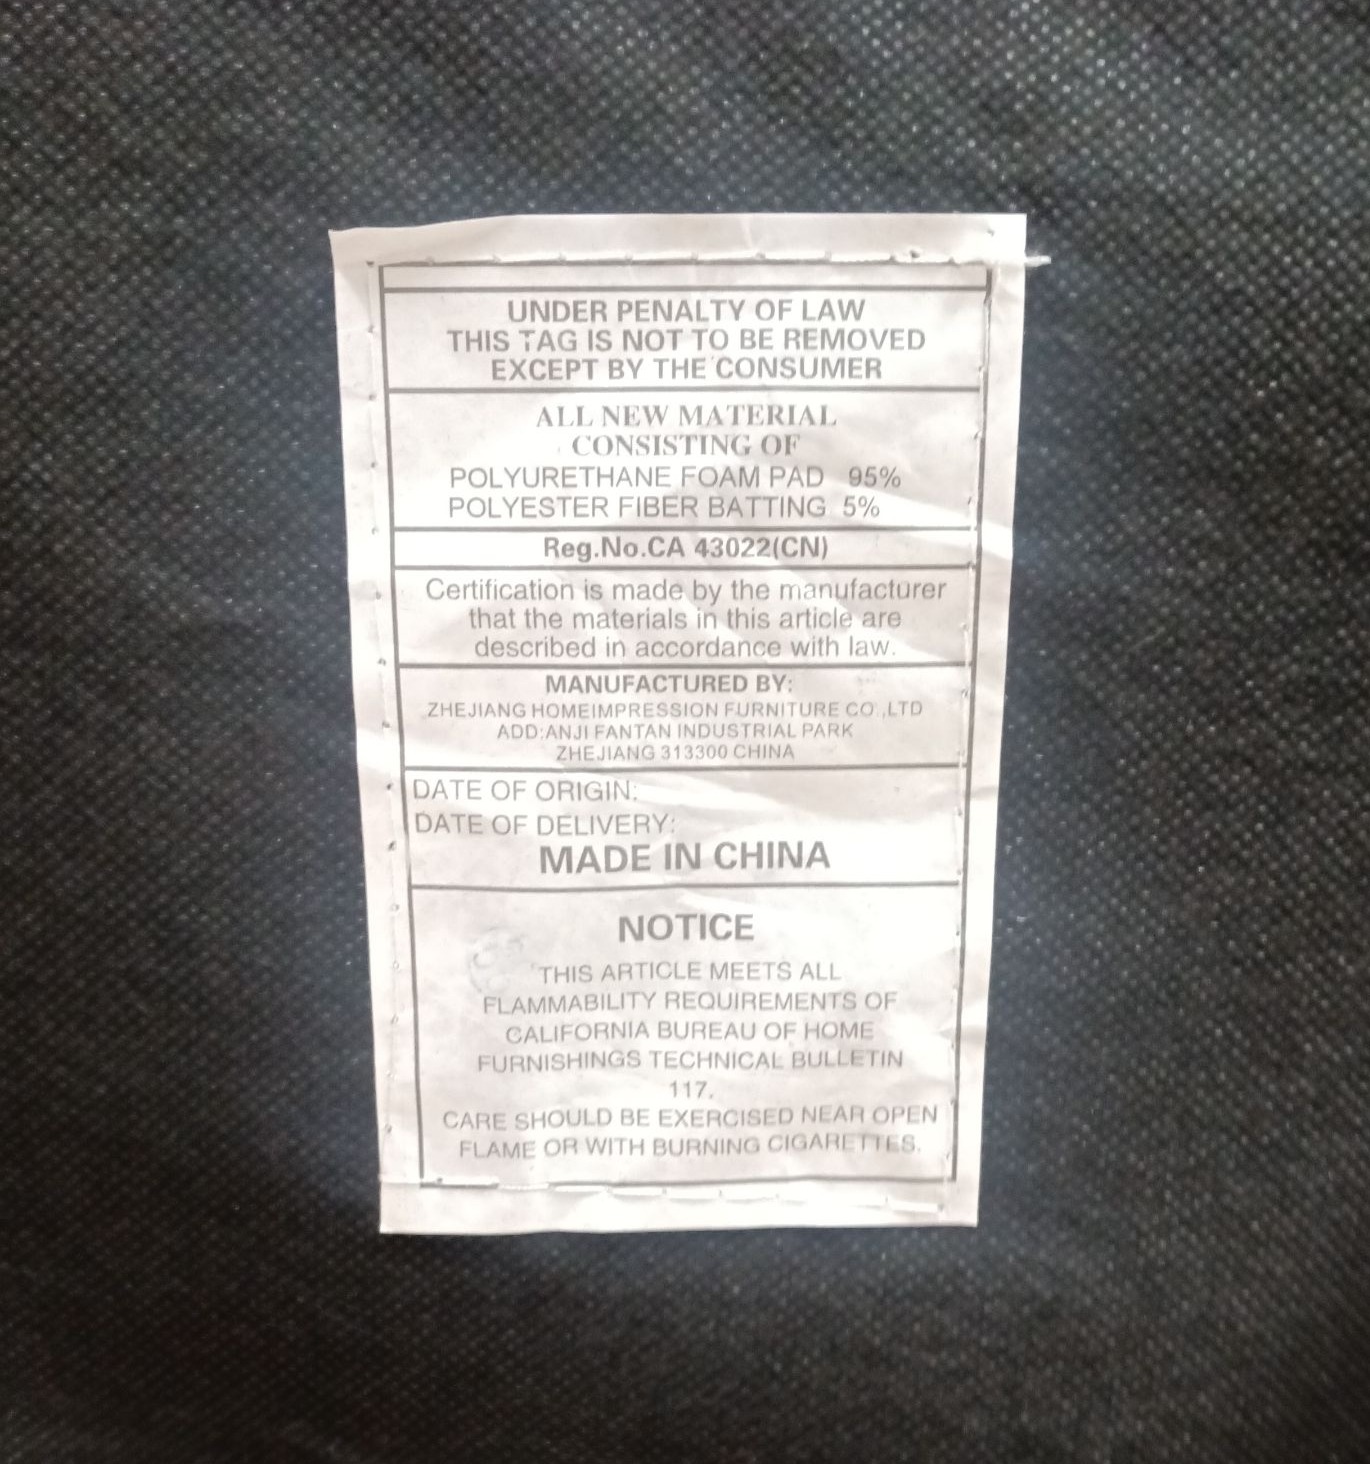 UNDER PENALTY OF LAW
THIS TAG IS NOT TO BE REMOVED
EXCEPT BY THE CONSUMER
ALL NEW MATERIAL
CONSISTING OF
POLYURETHANE FOAM PAD 95%
POLYESTER FIBER BATTING 5%
Reg.No.CA 43022(CN)
Certification is made by the manufacturer
that the materials in this article are
described in accordance with law.
MANUFACTURED BY:
ZHEJIANG HOMEIMPRESSION FURNITURE CO.,LTD
ADD:ANJI FANTAN INDUSTRIAL PARK
ZHEJIANG 313300 CHINA
DATE OF ORIGIN:
DATE OF DELIVERY:
MADE IN CHINA
NOTICE
THIS ARTICLE MEETS ALL
FLAMMABILITY REQUIREMENTS OF
CALIFORNIA BUREAU OF HOME
FURNISHINGS TECHNICAL BULLETIN
117.
CARE SHOULD BE EXERCISED NEAR OPEN
FLAME OR WITH BURNING CIGARETTES.